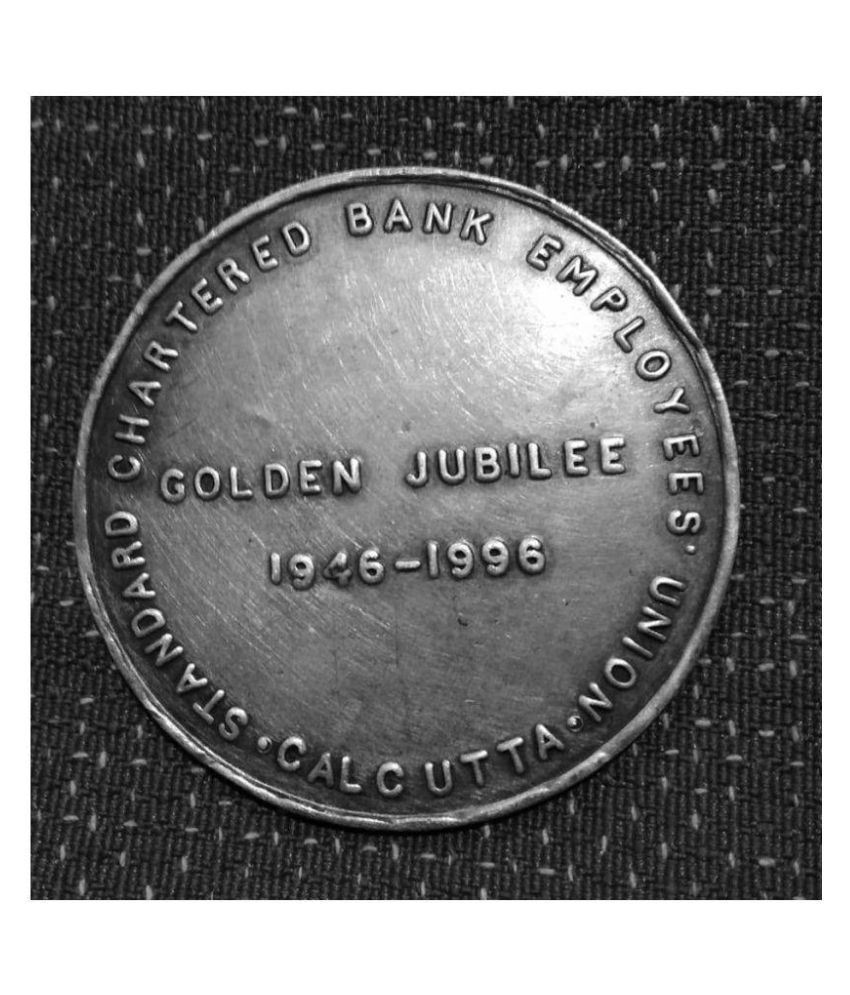 STANDARD CHARTERED BANK EMPLOYEES' UNION
• CALCUTTA •
GOLDEN JUBILEE
1946-1996